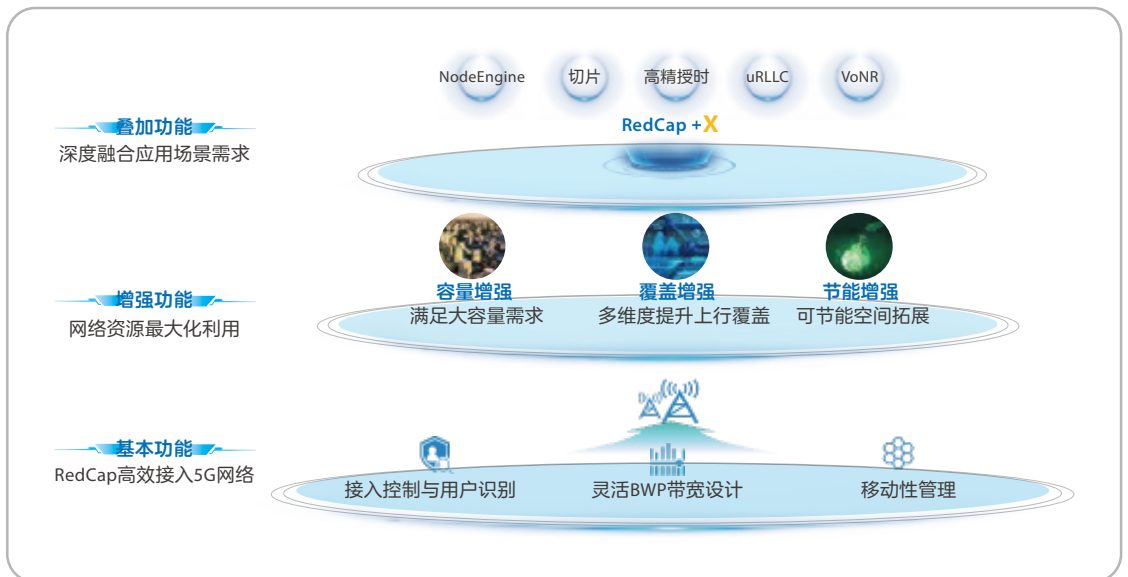 NodeEngine 切片 高精授时 uRLLC VoNR
RedCap +X
叠加功能
深度融合应用场景需求
容量增强 覆盖增强 节能增强
增强功能
满足大容量需求 多维度提升上行覆盖 可节能空间拓展
网络资源最大化利用
基本功能
RedCap高效接入5G网络
接入控制与用户识别 灵活BWP带宽设计 移动性管理